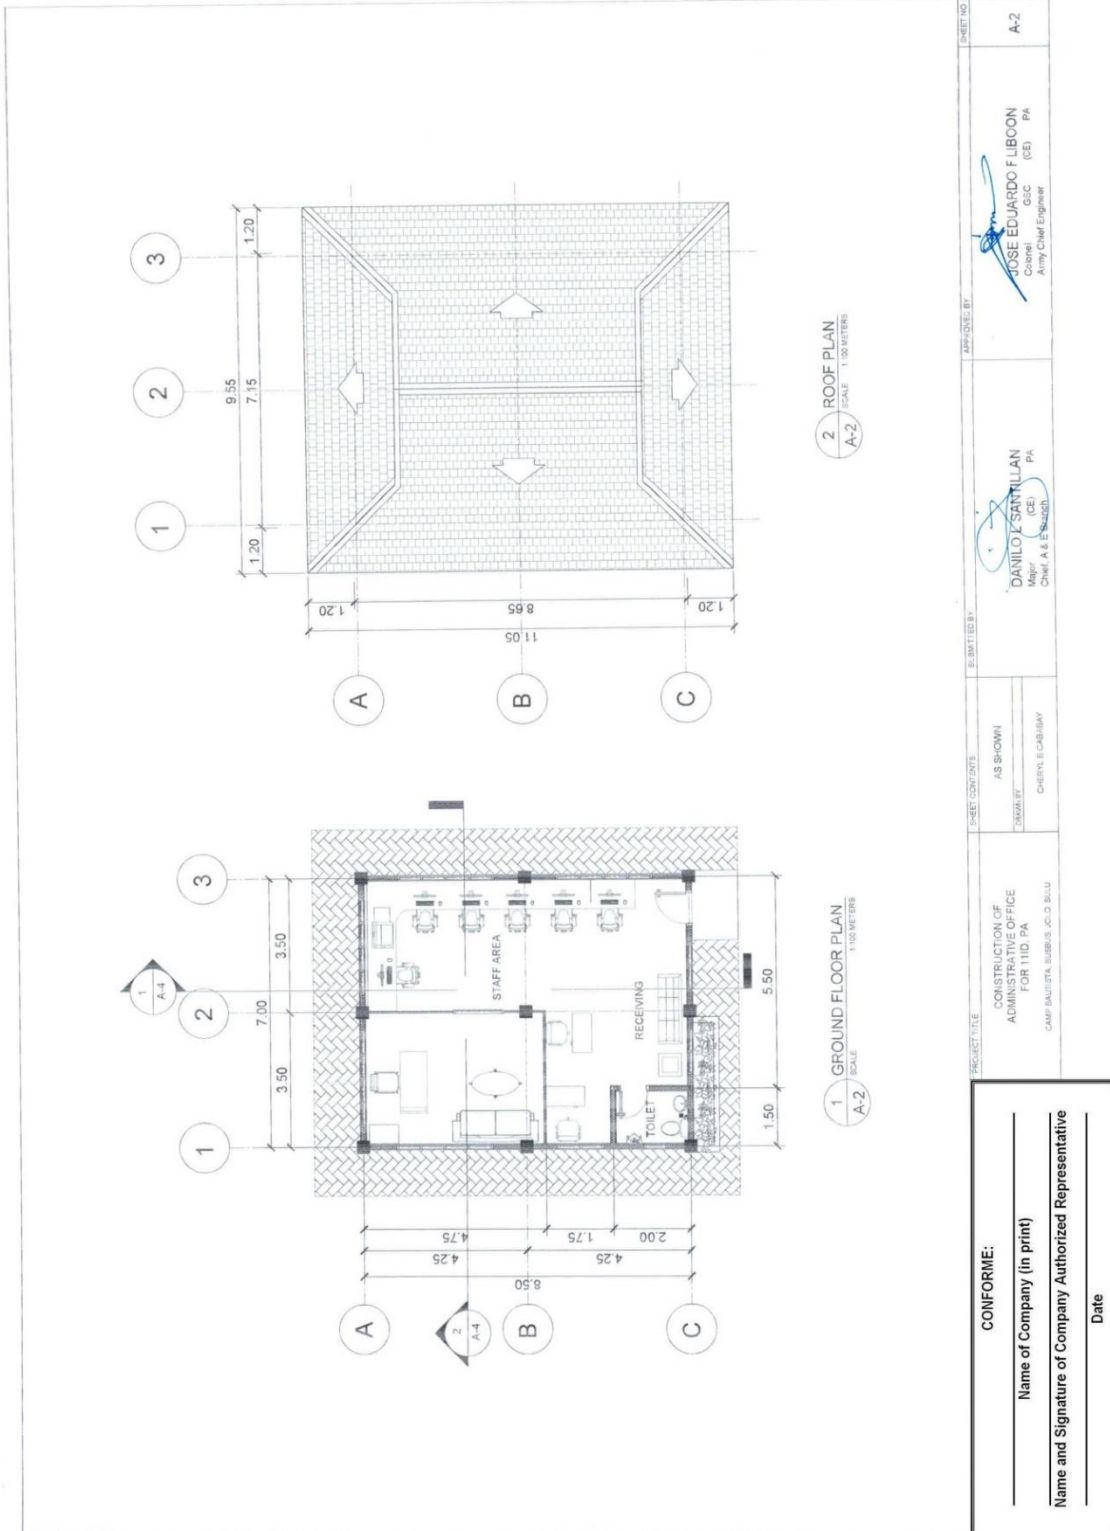 1
A-4
1
2
3
7.00
3.50
3.50
A
B
C
2
A-4
8.50
4.25
4.25
4.75
1.75
2.00
STAFF AREA
RECEIVING
TOILET
1.50
5.50
1
A-2
GROUND FLOOR PLAN
SCALE 1:100 METERS
1
2
3
9.55
1.20
7.15
1.20
A
B
C
11.05
1.20
8.65
1.20
2
A-2
ROOF PLAN
SCALE 1:100 METERS
CONFORME:
Name of Company (in print)
Name and Signature of Company Authorized Representative
Date
PROJECT TITLE
CONSTRUCTION OF
ADMINISTRATIVE OFFICE
FOR 11ID, PA
CAMP BAUTISTA, BUSBUS, JOLO, SULU
SHEET CONTENTS
AS SHOWN
DRAWN BY
CHERYL E CABABAY
SUBMITTED BY
DANILO L SANTILLAN
Major (CE) PA
Chief, A & E Branch
APPROVED BY
JOSE EDUARDO F LIBOON
Colonel GSC (CE) PA
Army Chief Engineer
SHEET NO
A-2